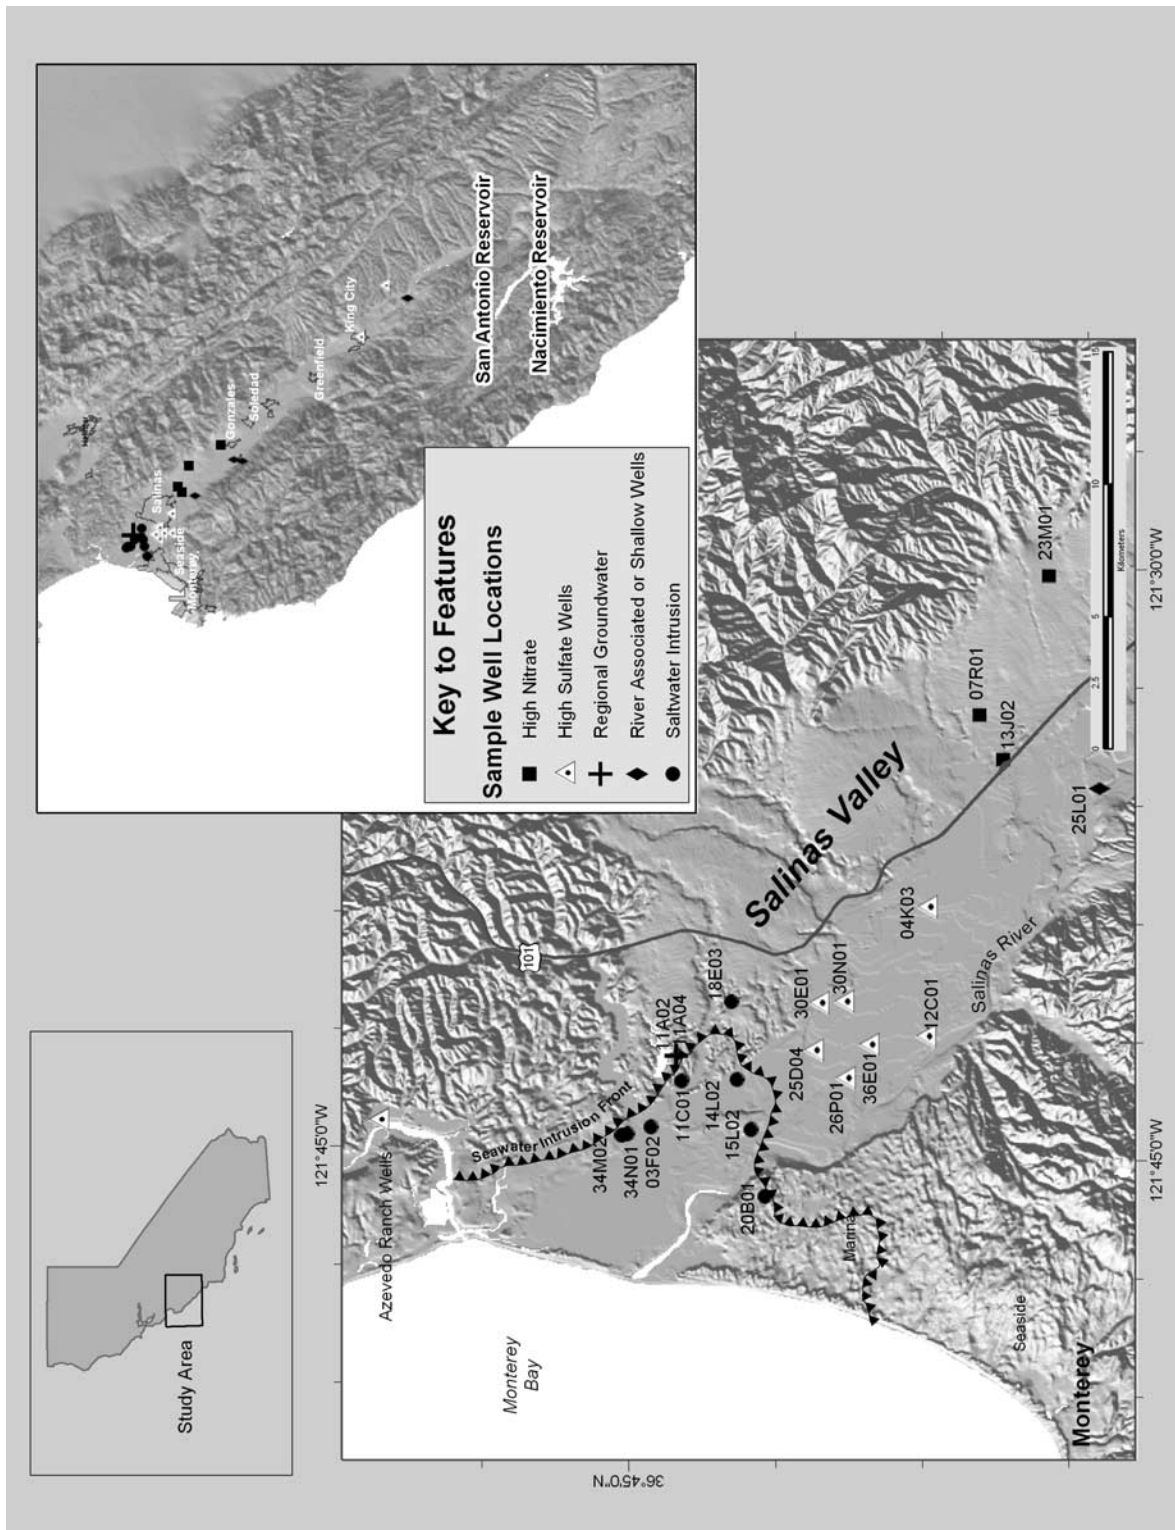 Study Area
Hollister
Salinas
Seaside
Monterey
Gonzales
Soledad
Greenfield
King City
San Antonio Reservoir
Nacimiento Reservoir
Key to Features
Sample Well Locations
High Nitrate
High Sulfate Wells
Regional Groundwater
River Associated or Shallow Wells
Saltwater Intrusion
121°45'0"W
36°45'0"N
Azevedo Ranch Wells
101
Monterey
Bay
Seawater Intrusion Front
34M02
34N01
03F02
11A02
11A04
11C01
18E03
14L02
15L02
20B01
Salinas Valley
30E01
30N01
25D04
26P01
36E01
12C01
04K03
Marina
Salinas River
07R01
13J02
23M01
25L01
Seaside
Monterey
0
2.5
5
10
15
Kilometers
121°45'0"W
121°30'0"W